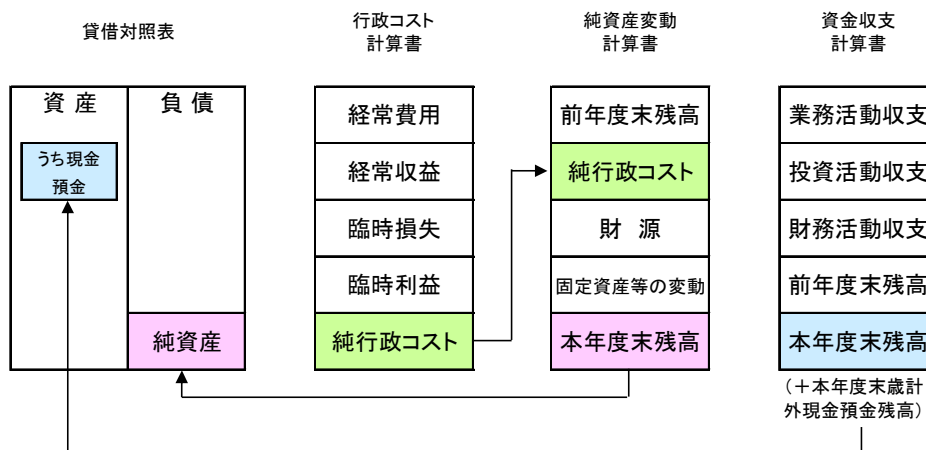 貸借対照表
資 産
負 債
うち現金
預金
純資産
行政コスト
計算書
経常費用
経常収益
臨時損失
臨時利益
純行政コスト
純資産変動
計算書
前年度末残高
純行政コスト
財 源
固定資産等の変動
本年度末残高
資金収支
計算書
業務活動収支
投資活動収支
財務活動収支
前年度末残高
本年度末残高
（＋本年度末歳計
外現金預金残高）